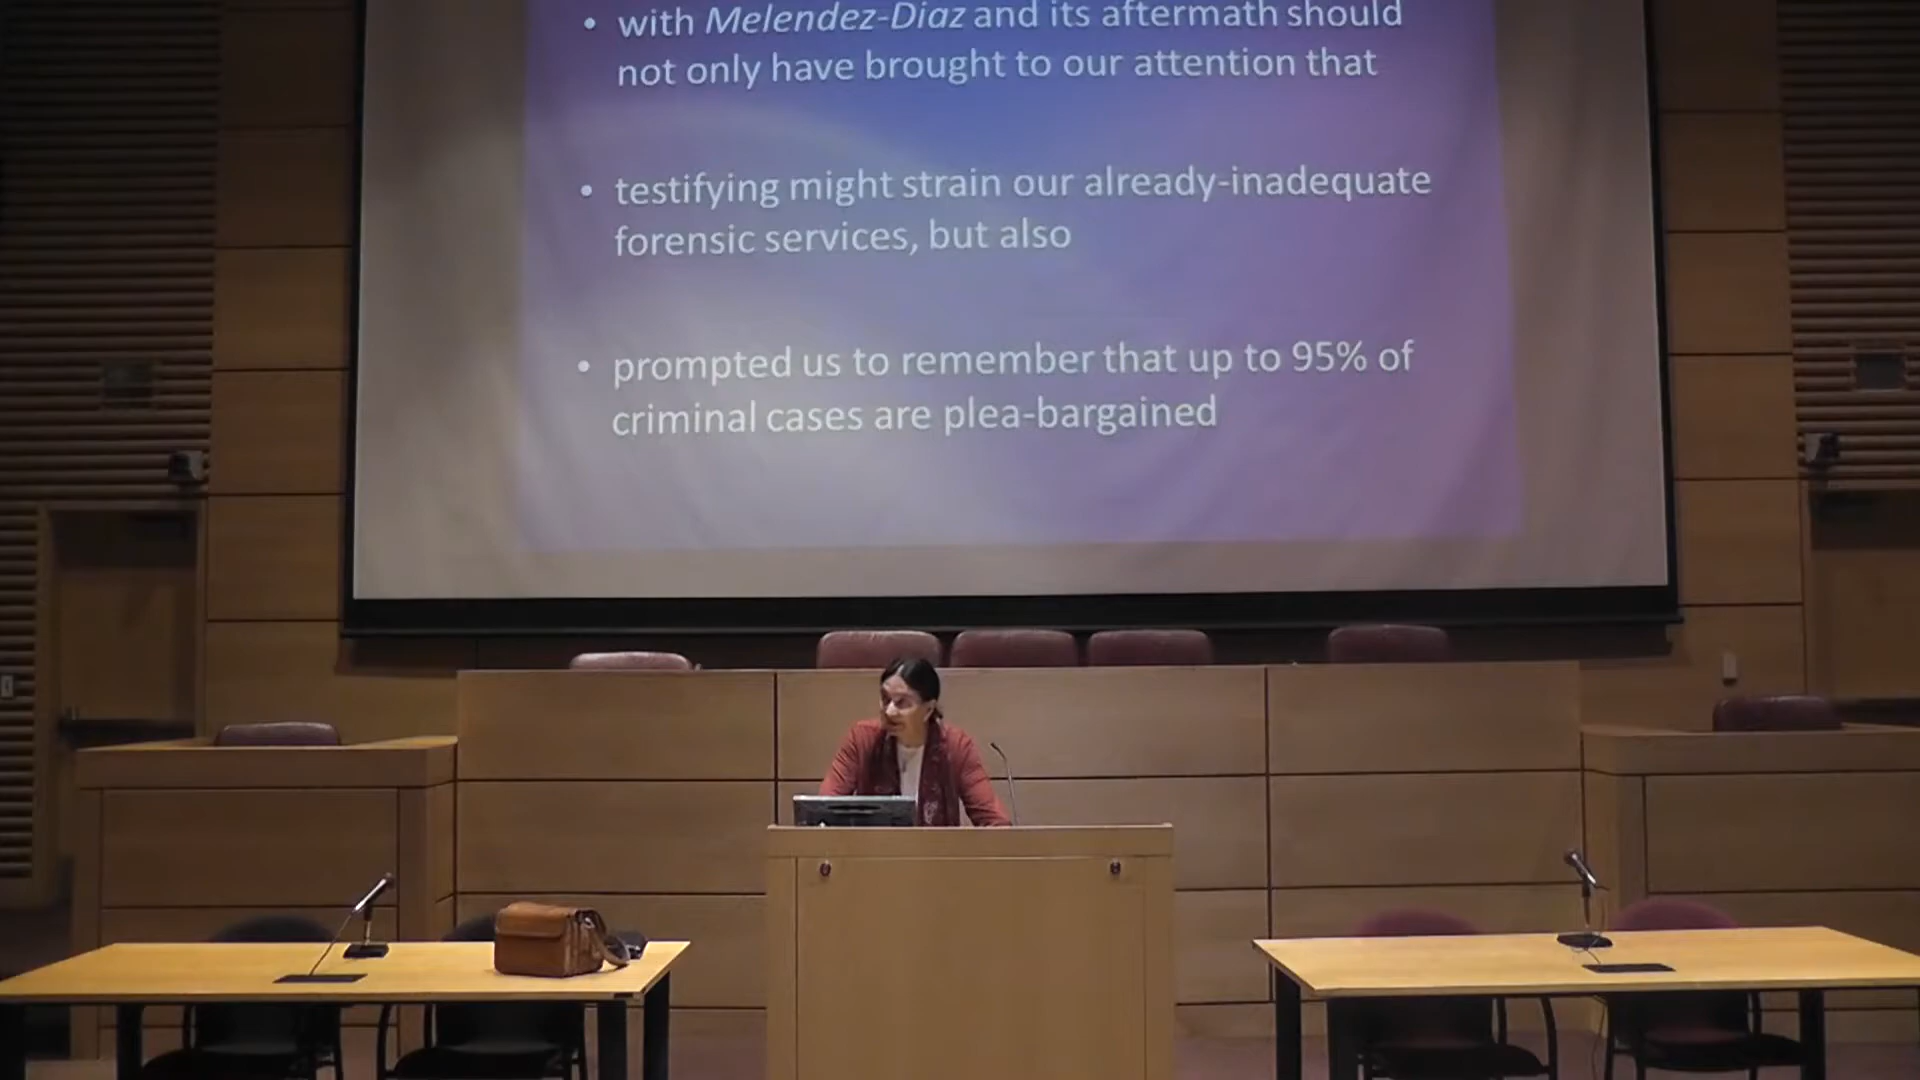 • with Melendez-Diaz and its aftermath should
not only have brought to our attention that
• testifying might strain our already-inadequate
forensic services, but also
• prompted us to remember that up to 95% of
criminal cases are plea-bargained